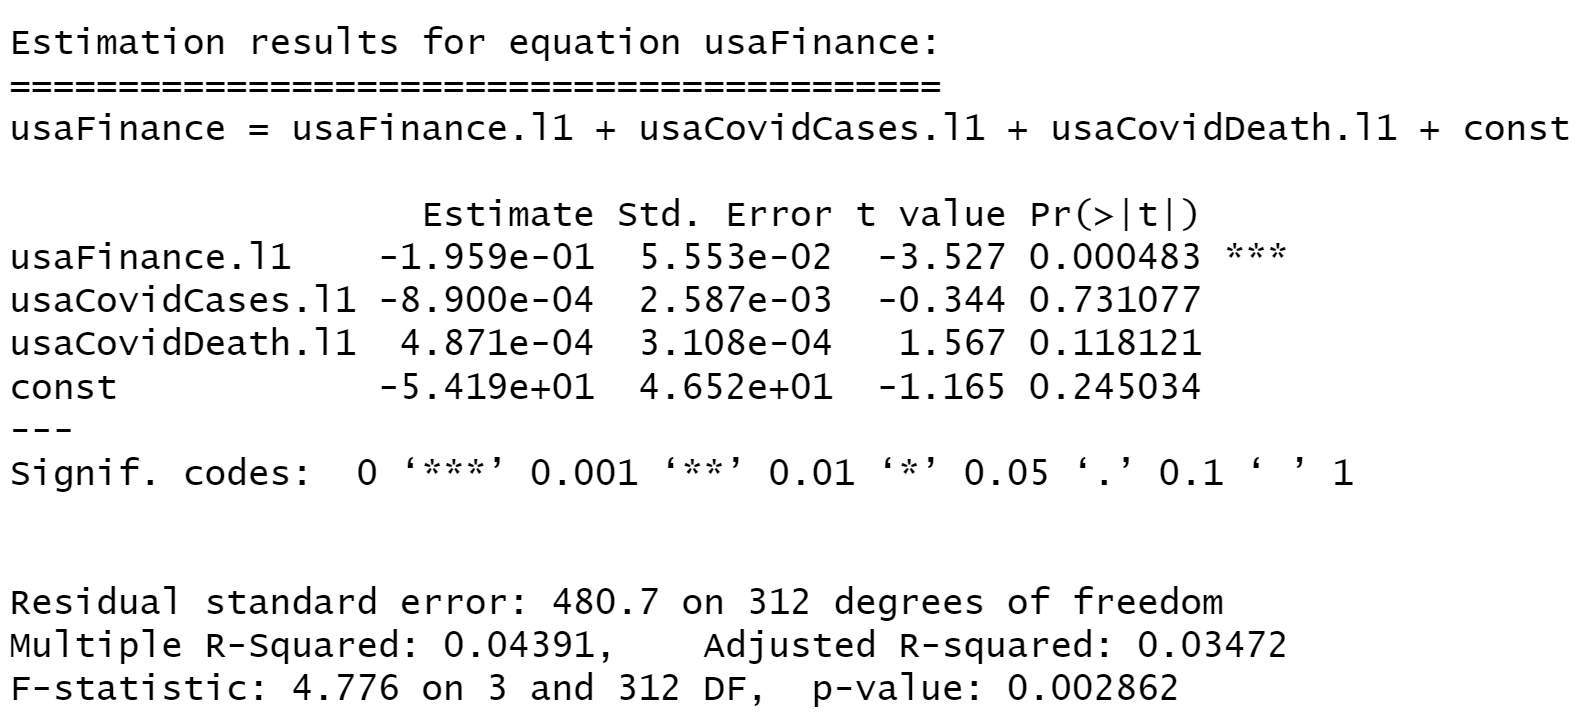 Estimation results for equation usaFinance:
===========================================
usaFinance = usaFinance.l1 + usaCovidCases.l1 + usaCovidDeath.l1 + const
Estimate Std. Error t value Pr(>|t|)
usaFinance.l1 -1.959e-01 5.553e-02 -3.527 0.000483 ***
usaCovidCases.l1 -8.900e-04 2.587e-03 -0.344 0.731077
usaCovidDeath.l1 4.871e-04 3.108e-04 1.567 0.118121
const -5.419e+01 4.652e+01 -1.165 0.245034
---
Signif. codes: 0 ‘***’ 0.001 ‘**’ 0.01 ‘*’ 0.05 ‘.’ 0.1 ‘ ’ 1
Residual standard error: 480.7 on 312 degrees of freedom
Multiple R-Squared: 0.04391, Adjusted R-squared: 0.03472
F-statistic: 4.776 on 3 and 312 DF, p-value: 0.002862